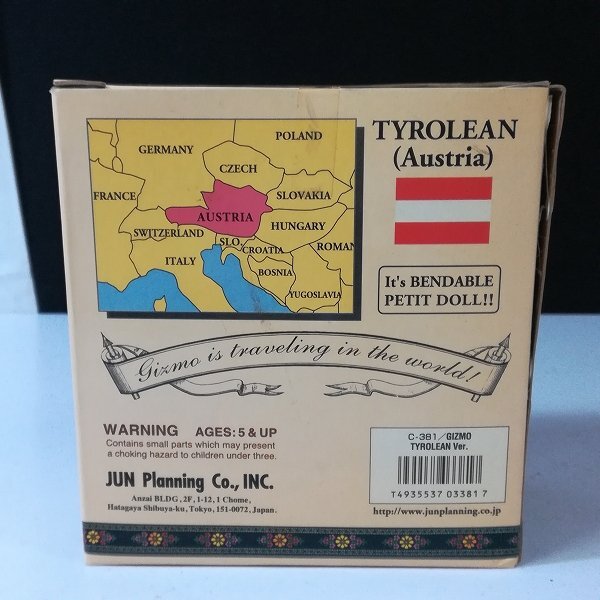 POLAND
GERMANY
CZECH
FRANCE
SLOVAKIA
AUSTRIA
HUNGARY
SWITZERLAND
SLO.
CROATIA
ROMAN
ITALY
BOSNIA
YUGOSLAVIA
TYROLEAN
(Austria)
It's BENDABLE
PETIT DOLL!!
Gizmo is traveling in the world!
WARNING AGES: 5 & UP
Contains small parts which may present
a choking hazard to children under three.
JUN Planning Co., INC.
Anzai BLDG, 2F, 1-12, 1 Chome,
Hatagaya Shibuya-ku, Tokyo, 151-0072, Japan.
C-381/GIZMO
TYROLEAN Ver.
T4935537 033817
http://www.junplanning.co.jp